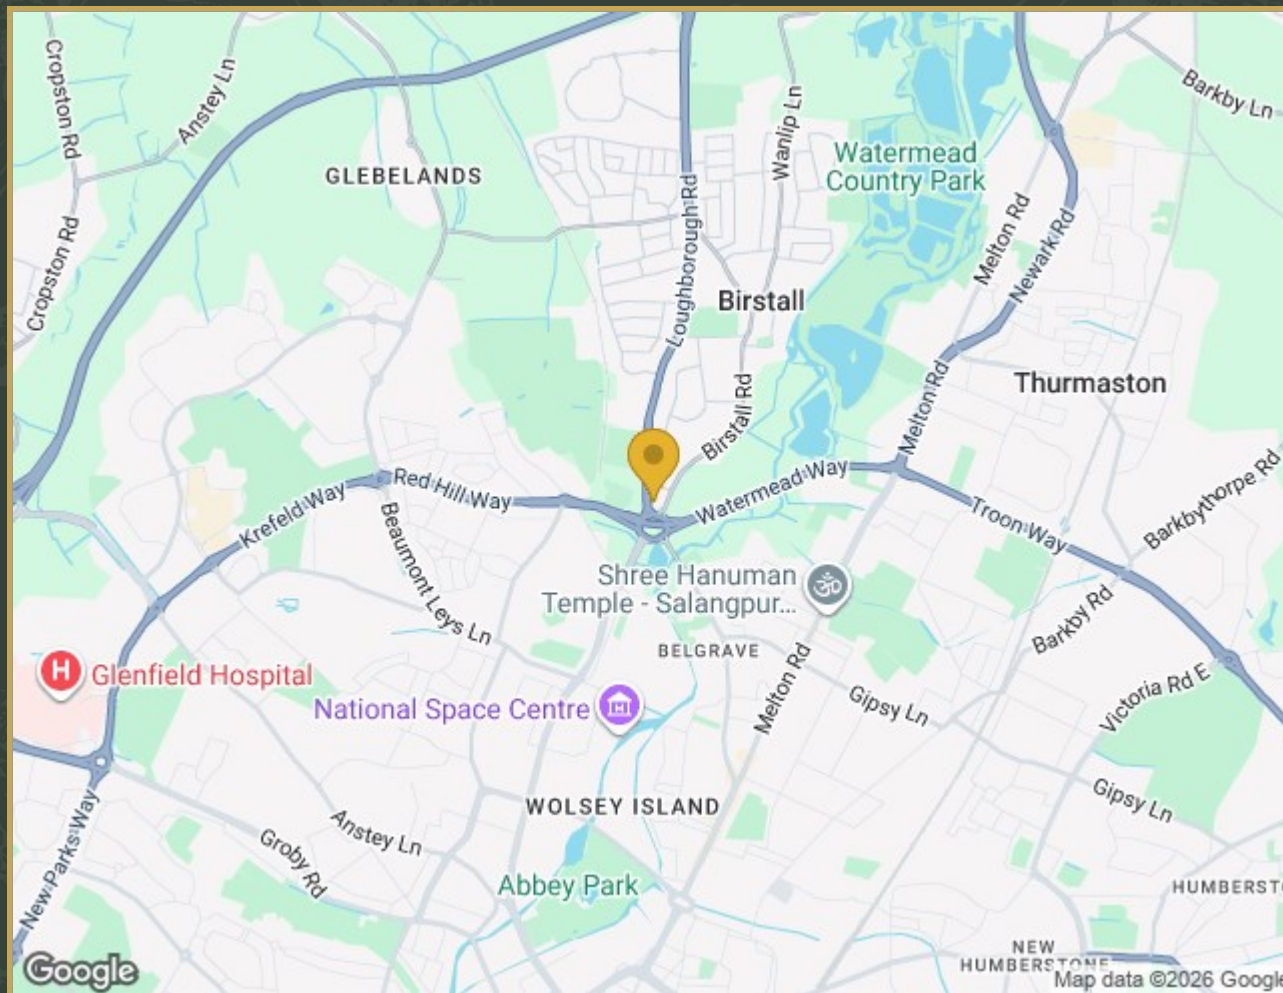 Cropston Rd
Anstey Ln
Barkby Ln
Wanlip Ln
Watermead
Country Park
GLEBELANDS
Loughborough Rd
Melton Rd
Newark Rd
Cropston Rd
Birstall
Thurmaston
Birstall Rd
Melton Rd
Red Hill Way
Watermead Way
Krefeld Way
Troon Way
Barkbythorpe Rd
Beaumont Leys Ln
Shree Hanuman
Temple - Salangpur...
Barkby Rd
BELGRAVE
Glenfield Hospital
Melton Rd
Victoria Rd E
National Space Centre
Gipsy Ln
WOLSEY ISLAND
Gipsy Ln
New Parks Way
Anstey Ln
Groby Rd
Abbey Park
HUMBERSTO
NEW
HUMBERSTONE
Google
Map data ©2026 Google